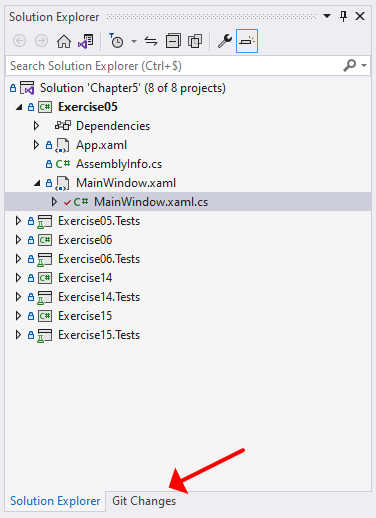 Solution Explorer
Search Solution Explorer (Ctrl+$)
Solution 'Chapter5' (8 of 8 projects)
C# Exercise05
Dependencies
App.xaml
C# AssemblyInfo.cs
MainWindow.xaml
C# MainWindow.xaml.cs
Exercise05.Tests
C# Exercise06
Exercise06.Tests
C# Exercise14
Exercise14.Tests
C# Exercise15
Exercise15.Tests
Solution Explorer Git Changes